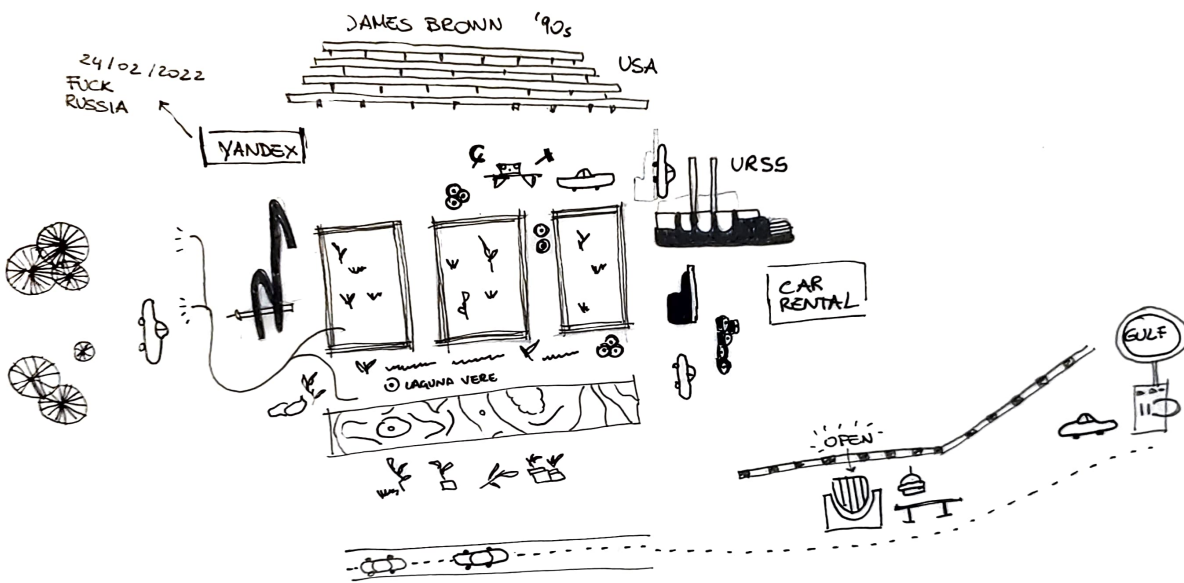 JAMES BROWN '90s
USA
24/02/2022
FUCK
RUSSIA
YANDEX
URSS
CAR
RENTAL
GULF
LAGUNA VERE
OPEN